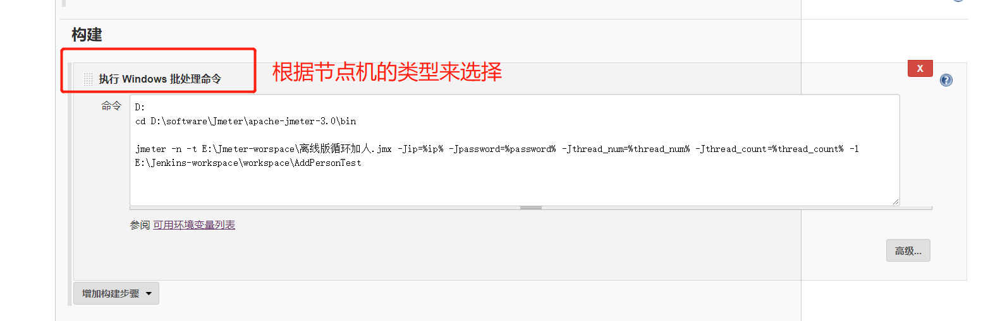 构建
执行 Windows 批处理命令
根据节点机的类型来选择
X
命令
D:
cd D:\software\Jmeter\apache-jmeter-3.0\bin
jmeter -n -t E:\Jmeter-worspace\离线版循环加人.jmx -Jip=%ip% -Jpassword=%password% -Jthread_num=%thread_num% -Jthread_count=%thread_count% -l
E:\Jenkins-workspace\workspace\AddPersonTest
参阅 可用环境变量列表
高级...
增加构建步骤